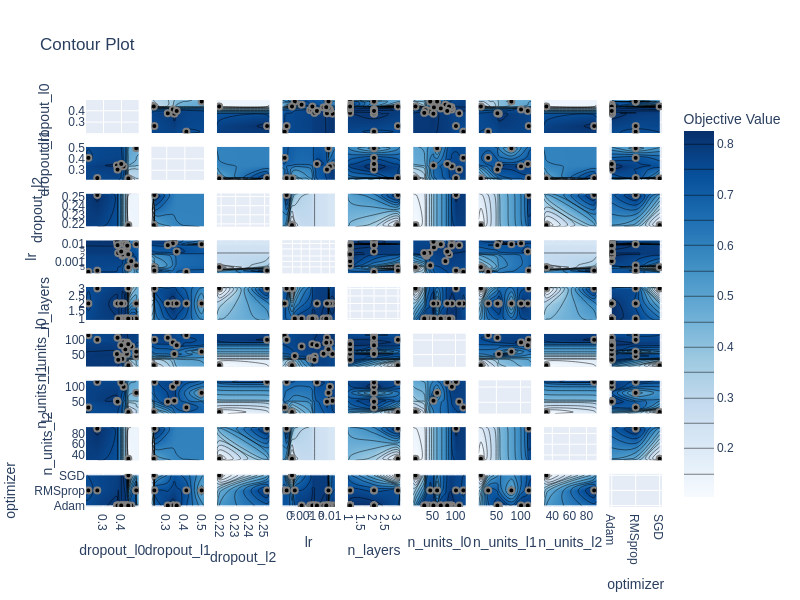 Contour Plot
Objective Value
dropout_l0
0.4
0.3
dropout_l1
0.5
0.4
0.3
dropout_l2
0.25
0.24
0.23
0.22
lr
0.01
0.001
n_layers
3
2.5
2
1.5
1
n_units_l0
100
50
n_units_l1
100
50
n_units_l2
80
60
40
optimizer
SGD
RMSprop
Adam
0.3 0.4
0.3 0.4 0.5
0.22 0.23 0.24 0.25
0.01
1 1.5 2 2.5 3
50 100
50 100
40 60 80
Adam RMSprop SGD
dropout_l0 dropout_l1 dropout_l2 lr n_layers n_units_l0 n_units_l1 n_units_l2 optimizer
0.8
0.7
0.6
0.5
0.4
0.3
0.2